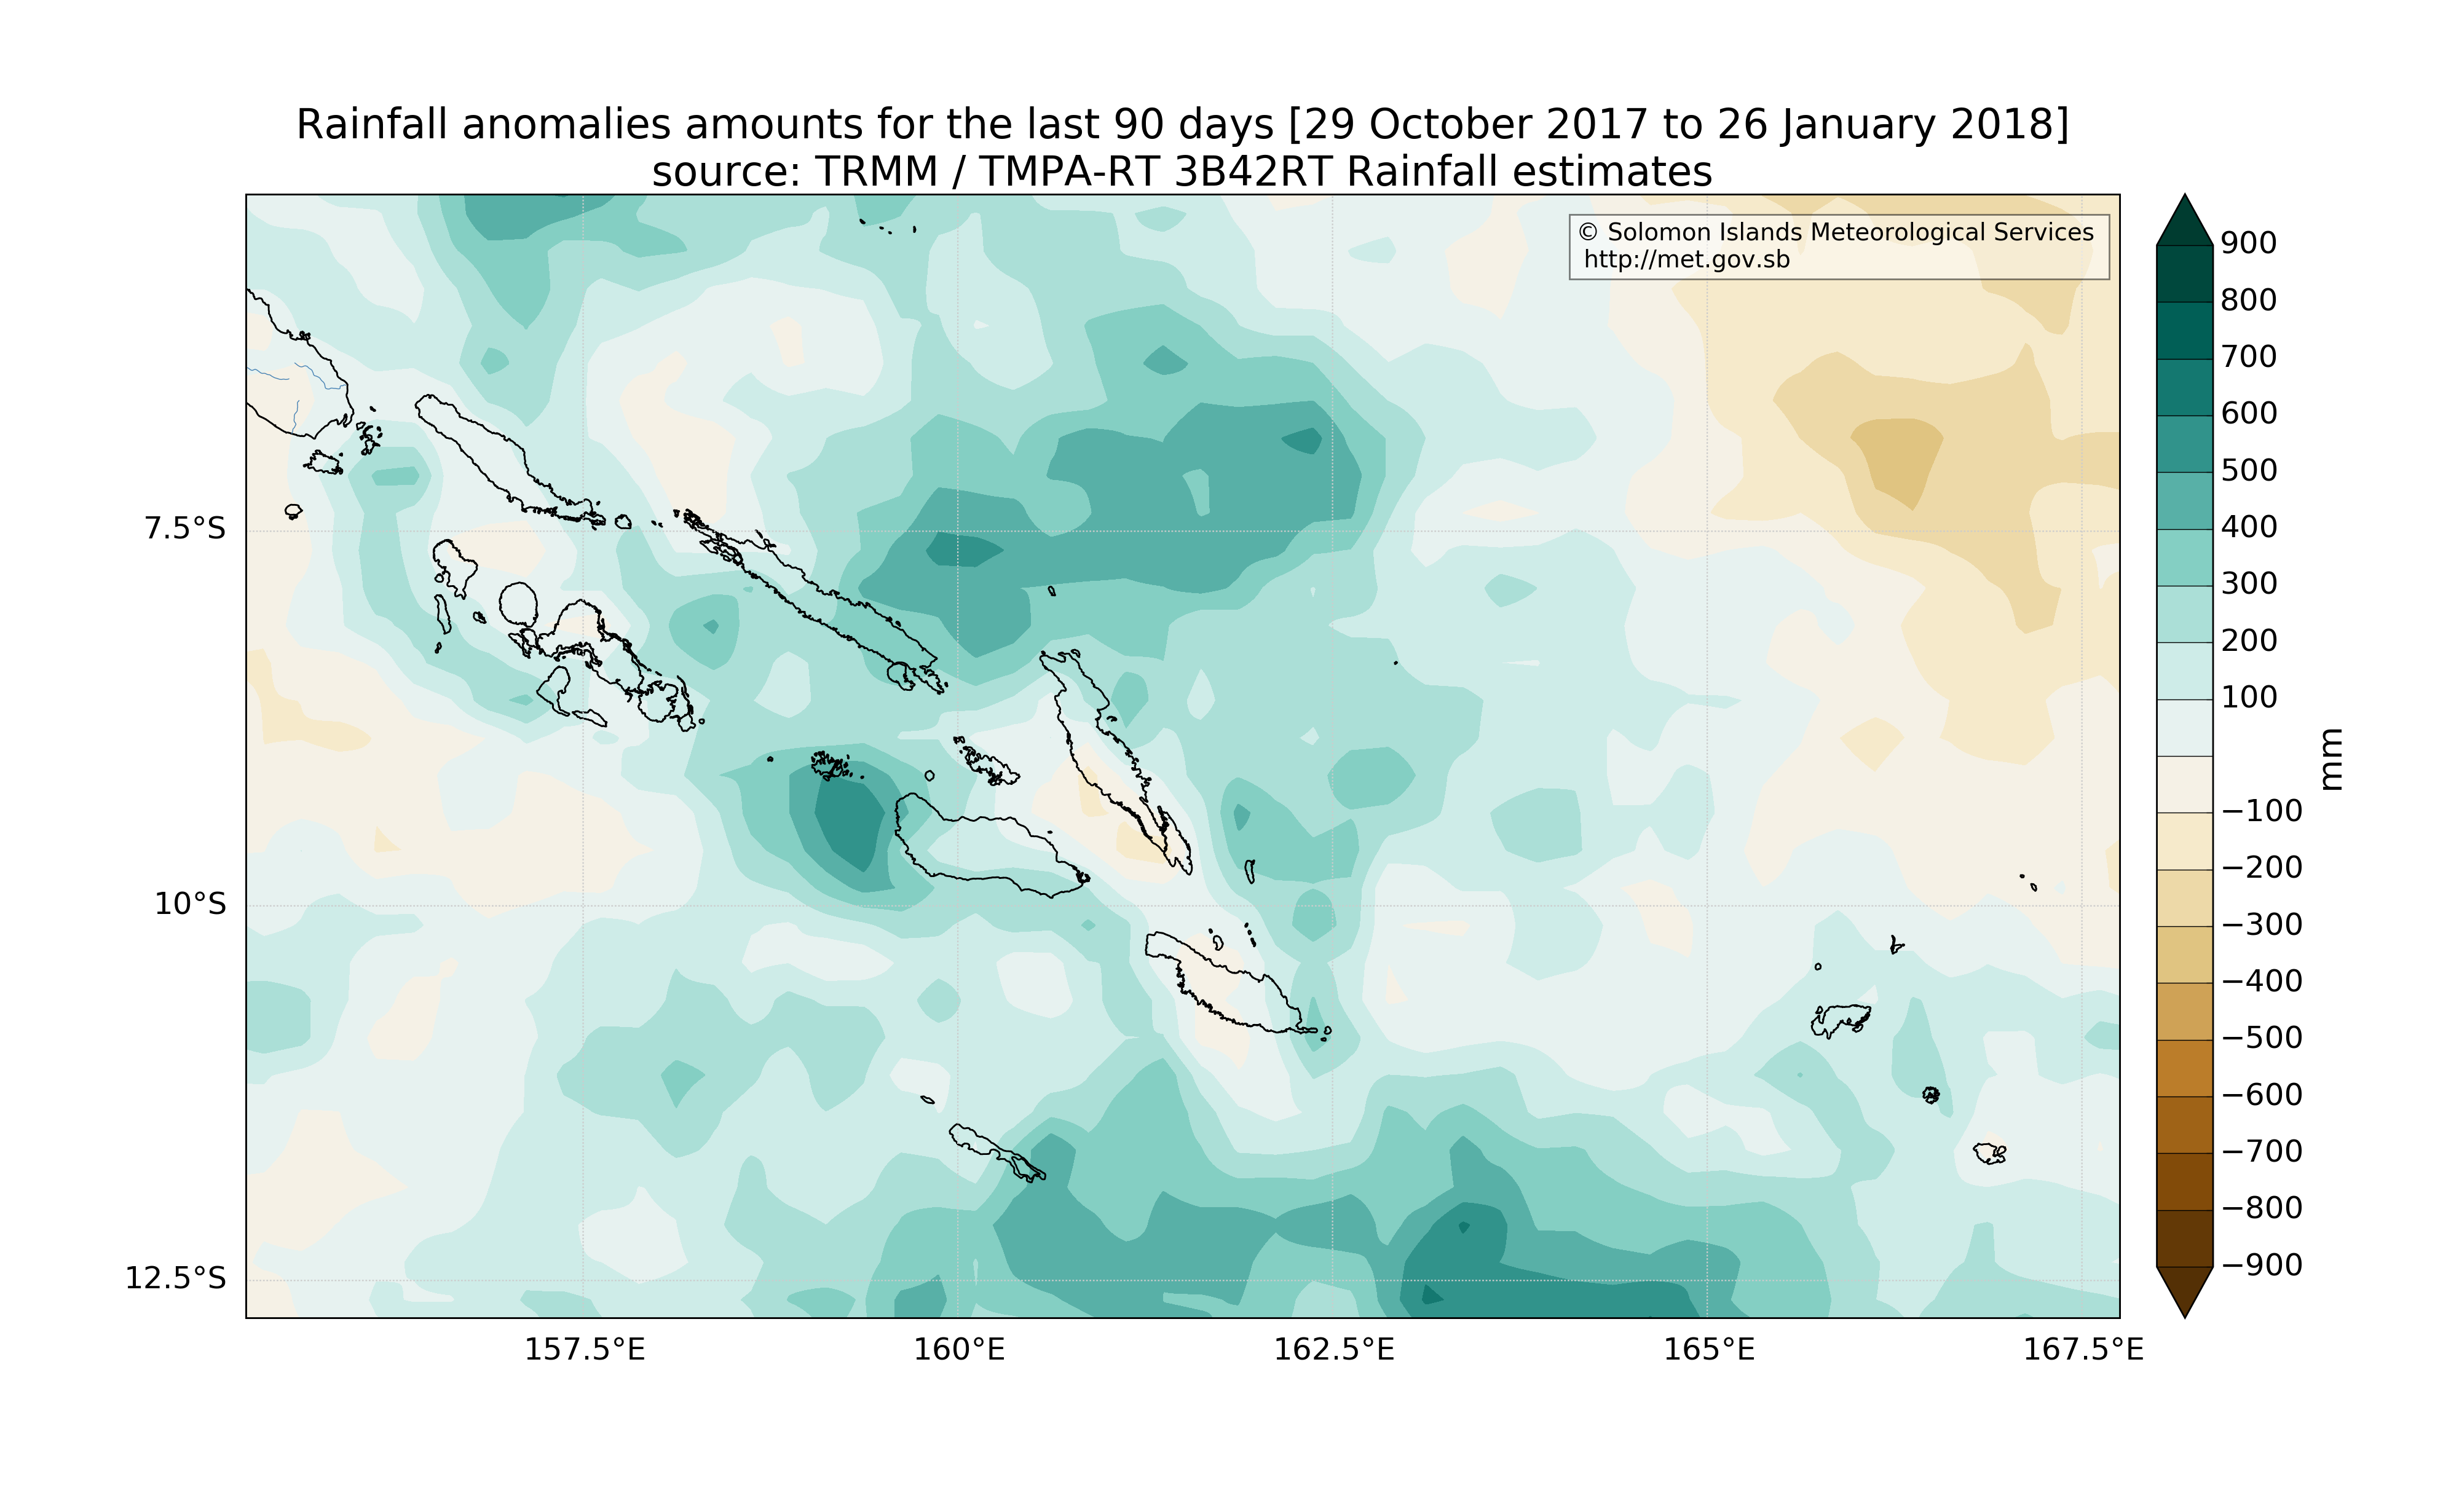 Rainfall anomalies amounts for the last 90 days [29 October 2017 to 26 January 2018]
source: TRMM / TMPA-RT 3B42RT Rainfall estimates
© Solomon Islands Meteorological Services
http://met.gov.sb
7.5°S
10°S
12.5°S
157.5°E
160°E
162.5°E
165°E
167.5°E
900
800
700
600
500
400
300
200
100
−100
−200
−300
−400
−500
−600
−700
−800
−900
mm